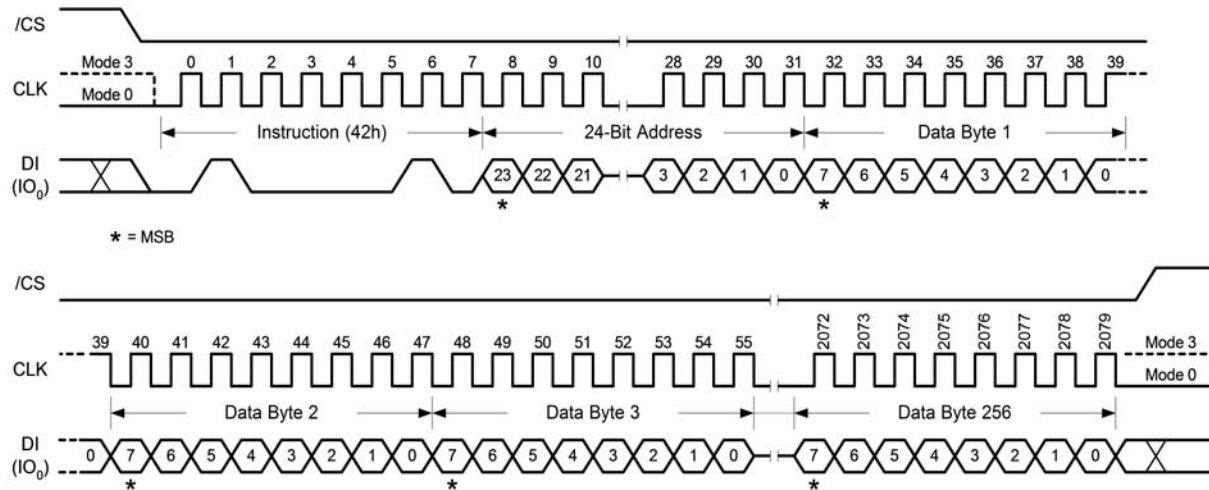 /CS
Mode 3 0 1 2 3 4 5 6 7 8 9 10 28 29 30 31 32 33 34 35 36 37 38 39
CLK
Mode 0
Instruction (42h) 24-Bit Address Data Byte 1
DI
(IO0) 23 22 21 3 2 1 0 7 6 5 4 3 2 1 0
* *
* = MSB
/CS
39 40 41 42 43 44 45 46 47 48 49 50 51 52 53 54 55 2072 2073 2074 2075 2076 2077 2078 2079 Mode 3
CLK
Mode 0
Data Byte 2 Data Byte 3 Data Byte 256
DI
(IO0) 0 7 6 5 4 3 2 1 0 7 6 5 4 3 2 1 0 7 6 5 4 3 2 1 0
* * *